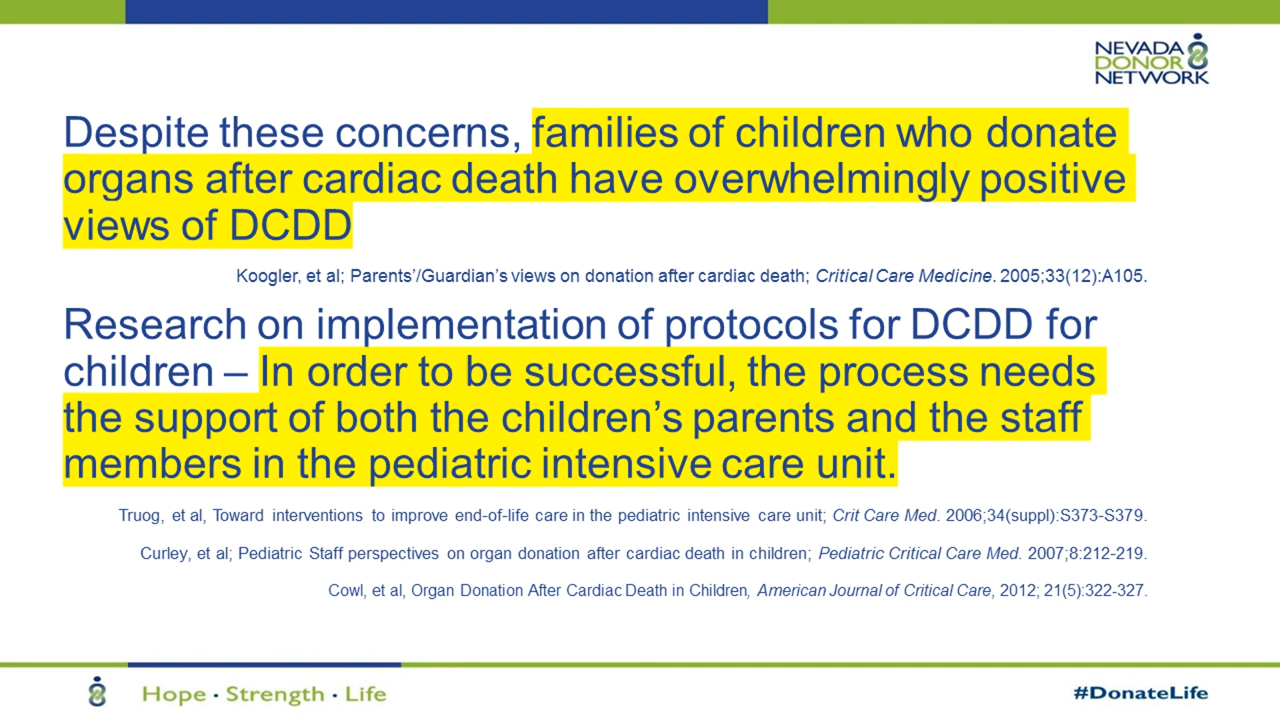 NEVADA
DONOR
NETWORK
Despite these concerns, families of children who donate
organs after cardiac death have overwhelmingly positive
views of DCDD
Koogler, et al; Parents’/Guardian’s views on donation after cardiac death; Critical Care Medicine. 2005;33(12):A105.
Research on implementation of protocols for DCDD for
children – In order to be successful, the process needs
the support of both the children’s parents and the staff
members in the pediatric intensive care unit.
Truog, et al, Toward interventions to improve end-of-life care in the pediatric intensive care unit; Crit Care Med. 2006;34(suppl):S373-S379.
Curley, et al; Pediatric Staff perspectives on organ donation after cardiac death in children; Pediatric Critical Care Med. 2007;8:212-219.
Cowl, et al, Organ Donation After Cardiac Death in Children, American Journal of Critical Care, 2012; 21(5):322-327.
Hope · Strength · Life
#DonateLife